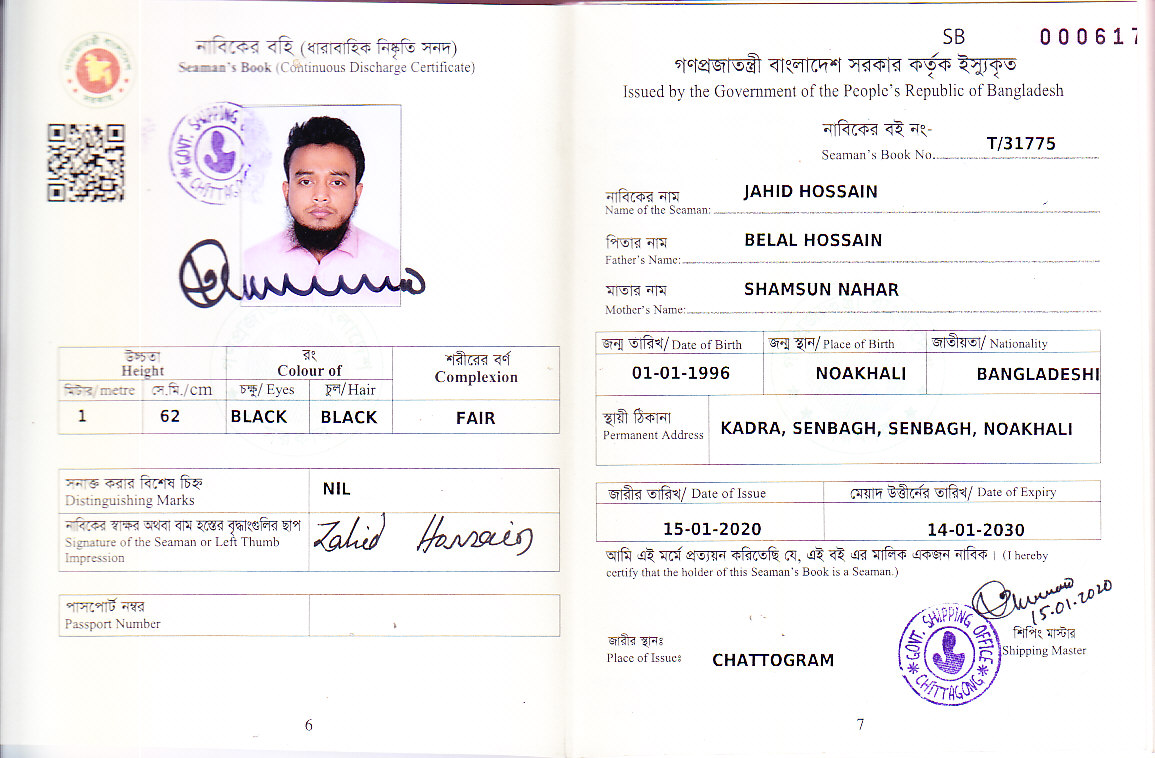 নাবিকের বহি (ধারাবাহিক নিষ্কৃতি সনদ)
Seaman's Book (Continuous Discharge Certificate)
GOVT. SHIPPING
CHITTAGONG
উচ্চতা
Height
রং
Colour of
শরীরের বর্ণ
Complexion
মিটার/metre
সে.মি./cm
চক্ষু/ Eyes
চুল/Hair
1
62
BLACK
BLACK
FAIR
সনাক্ত করার বিশেষ চিহ্ন
Distinguishing Marks
NIL
নাবিকের স্বাক্ষর অথবা বাম হস্তের বৃদ্ধাংগুলির ছাপ
Signature of the Seaman or Left Thumb
Impression
Zahid Hossain
পাসপোর্ট নম্বর
Passport Number
6
SB 000617
গণপ্রজাতন্ত্রী বাংলাদেশ সরকার কর্তৃক ইস্যুকৃত
Issued by the Government of the People's Republic of Bangladesh
নাবিকের বই নং-
Seaman's Book No. T/31775
নাবিকের নাম
Name of the Seaman: JAHID HOSSAIN
পিতার নাম
Father's Name: BELAL HOSSAIN
মাতার নাম
Mother's Name: SHAMSUN NAHAR
জন্ম তারিখ/ Date of Birth
জন্ম স্থান/ Place of Birth
জাতীয়তা/ Nationality
01-01-1996
NOAKHALI
BANGLADESHI
স্থায়ী ঠিকানা
Permanent Address
KADRA, SENBAGH, SENBAGH, NOAKHALI
জারীর তারিখ/ Date of Issue
মেয়াদ উত্তীর্নের তারিখ/ Date of Expiry
15-01-2020
14-01-2030
আমি এই মর্মে প্রত্যয়ন করিতেছি যে, এই বই এর মালিক একজন নাবিক। (I hereby
certify that the holder of this Seaman's Book is a Seaman.)
15.01.2020
শিপিং মাস্টার
Shipping Master
GOVT. SHIPPING OFFICE
CHITTAGONG
জারীর স্থানঃ
Place of Issue: CHATTOGRAM
7